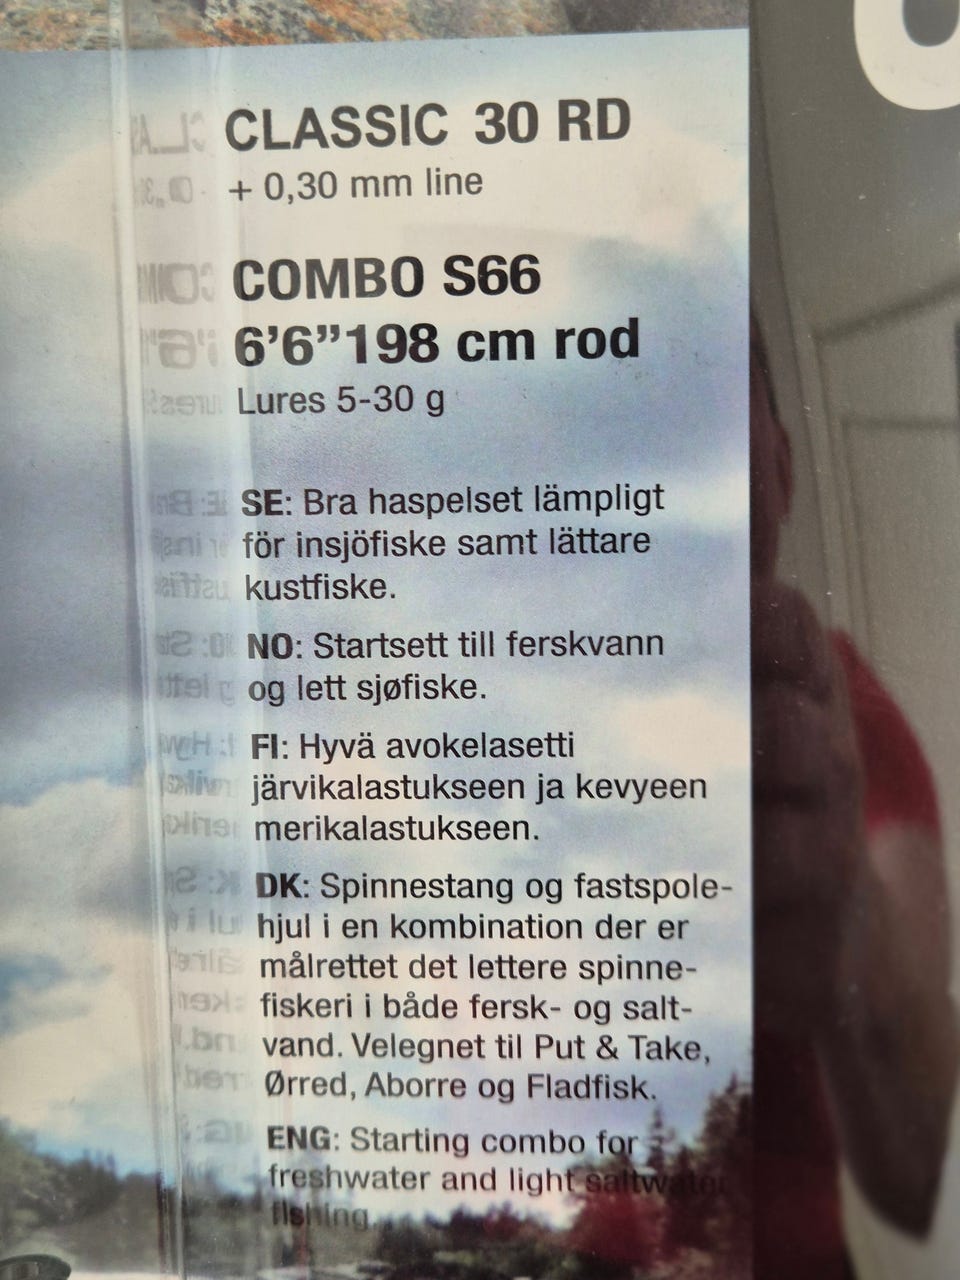 CLASSIC 30 RD
+ 0,30 mm line
COMBO S66
6'6”198 cm rod
Lures 5-30 g
SE: Bra haspelset lämpligt
för insjöfiske samt lättare
kustfiske.
NO: Startsett till ferskvann
og lett sjøfiske.
FI: Hyvä avokelasetti
järvikalastukseen ja kevyeen
merikalastukseen.
DK: Spinnestang og fastspole-
hjul i en kombination der er
målrettet det lettere spinne-
fiskeri i både fersk- og salt-
vand. Velegnet til Put & Take,
Ørred, Aborre og Fladfisk.
ENG: Starting combo for
freshwater and light saltwater
fishing.